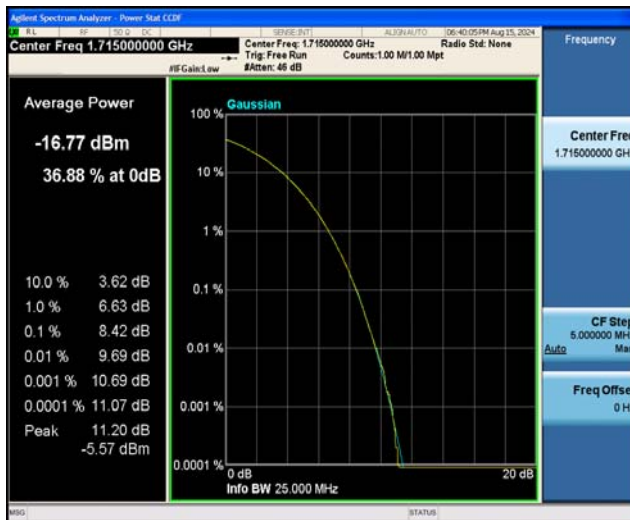 Agilent Spectrum Analyzer - Power Stat CCDF
RL RF 50 Ω DC SENSE:INT ALIGN AUTO 06:40:05 PM Aug 15, 2024
Center Freq 1.715000000 GHz
Center Freq: 1.715000000 GHz Radio Std: None
Trig: Free Run Counts:1.00 M/1.00 Mpt
#IFGain:Low #Atten: 46 dB
Frequency
Average Power
-16.77 dBm
36.88 % at 0dB
10.0 % 3.62 dB
1.0 % 6.63 dB
0.1 % 8.42 dB
0.01 % 9.69 dB
0.001 % 10.69 dB
0.0001 % 11.07 dB
Peak 11.20 dB
-5.57 dBm
Gaussian
100 %
10 %
1 %
0.1 %
0.01 %
0.001 %
0.0001 %
0 dB 20 dB
Info BW 25.000 MHz
Center Fre
1.715000000 GH
CF Step
5.000000 MH
Auto Ma
Freq Offse
0 H
MSG STATUS